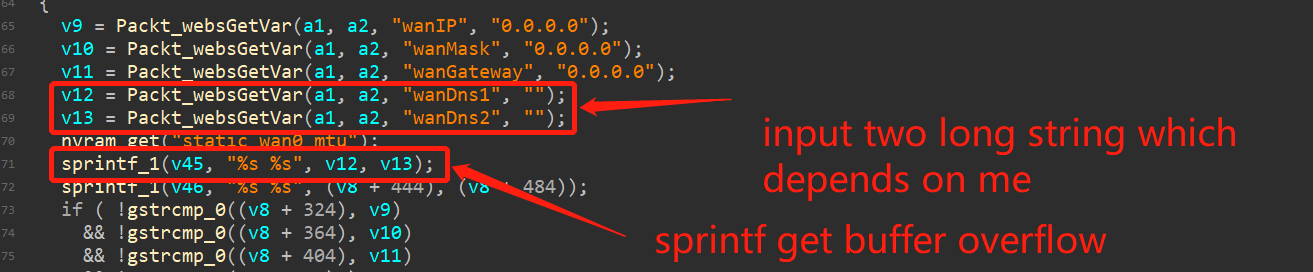 64 {
65 v9 = Packt_websGetVar(a1, a2, "wanIP", "0.0.0.0");
66 v10 = Packt_websGetVar(a1, a2, "wanMask", "0.0.0.0");
67 v11 = Packt_websGetVar(a1, a2, "wanGateway", "0.0.0.0");
68 v12 = Packt_websGetVar(a1, a2, "wanDns1", "");
69 v13 = Packt_websGetVar(a1, a2, "wanDns2", "");
70 nvram_get("static_wan0_mtu");
71 sprintf_1(v45, "%s %s", v12, v13);
72 sprintf_1(v46, "%s %s", (v8 + 444), (v8 + 484));
73 if ( !gstrcmp_0((v8 + 324), v9)
74 && !gstrcmp_0((v8 + 364), v10)
75 && !gstrcmp_0((v8 + 404), v11)
input two long string which
depends on me
sprintf get buffer overflow